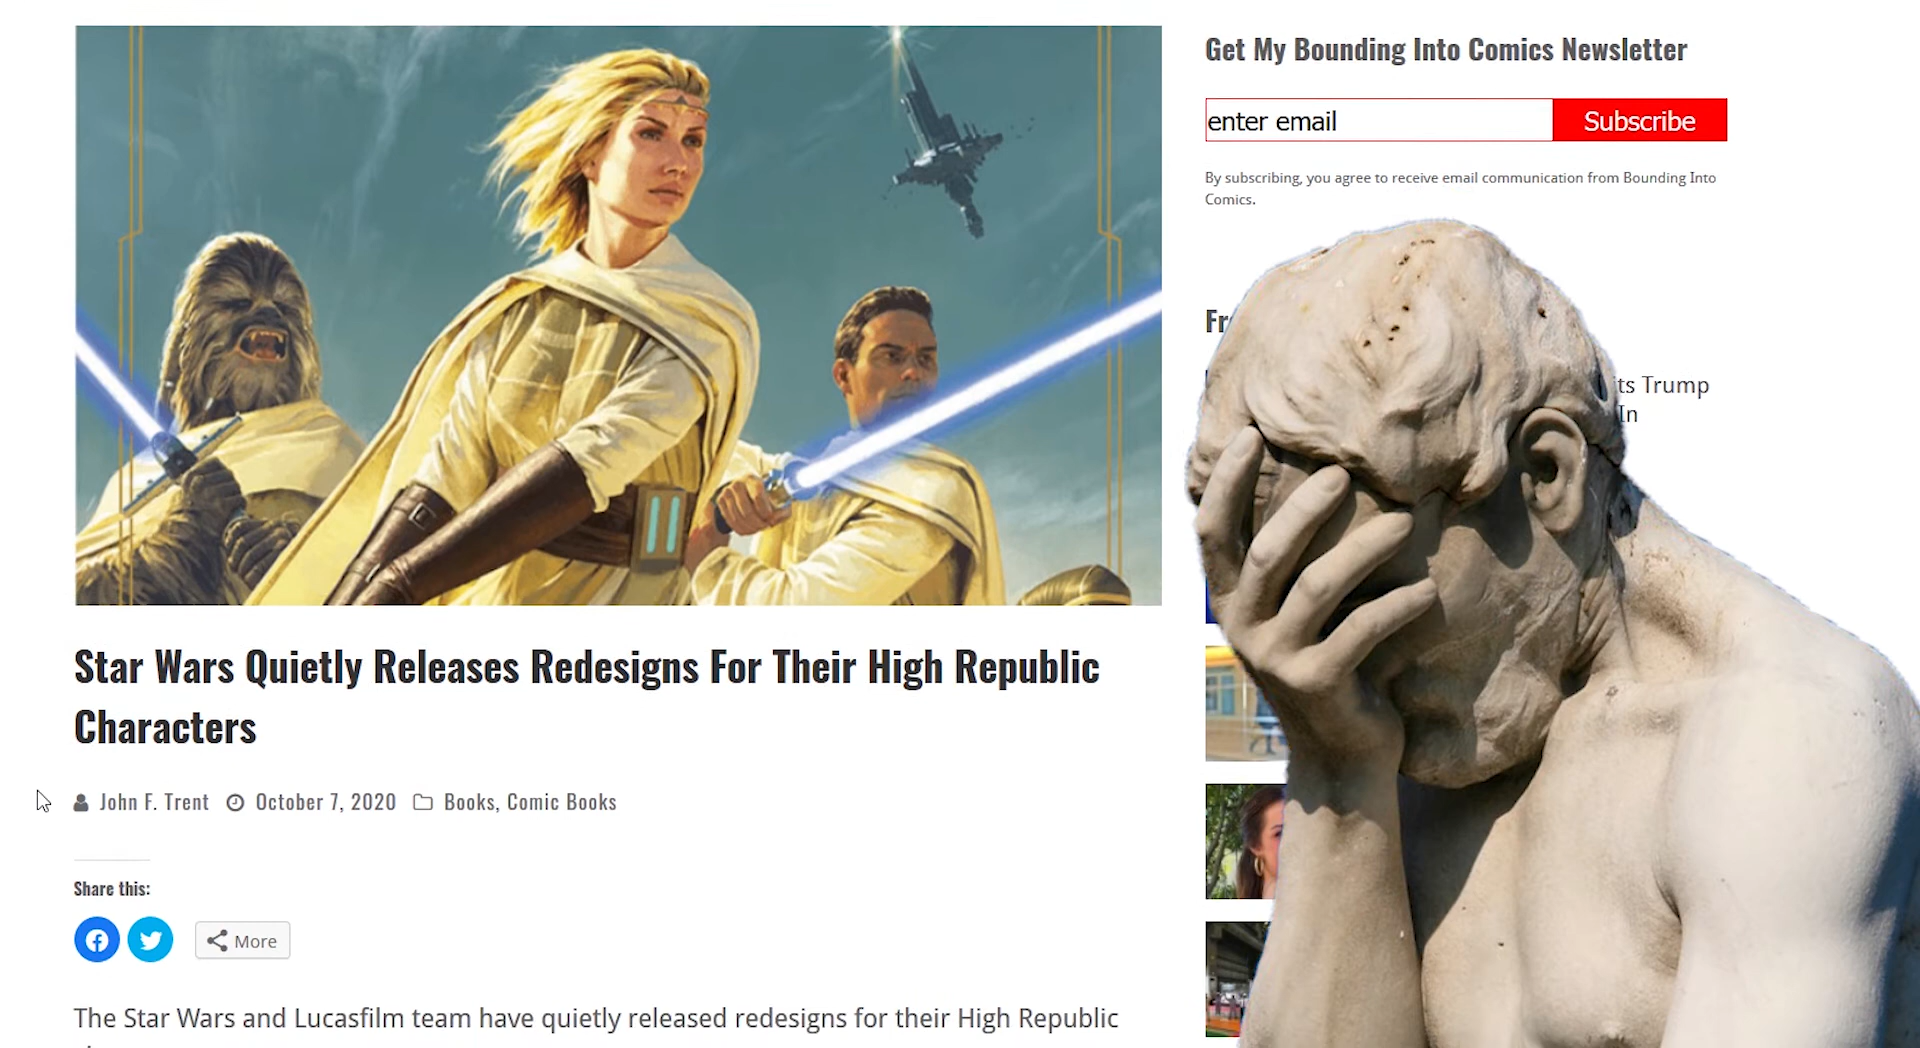 Get My Bounding Into Comics Newsletter
enter email
Subscribe
By subscribing, you agree to receive email communication from Bounding Into
Comics.
Trump
In
Star Wars Quietly Releases Redesigns For Their High Republic
Characters
John F. Trent October 7, 2020 Books, Comic Books
Share this:
More
The Star Wars and Lucasfilm team have quietly released redesigns for their High Republic